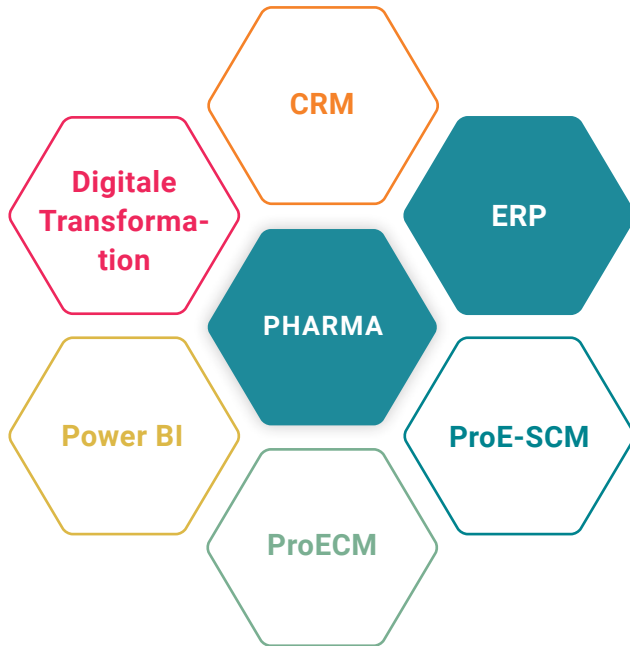 CRM
Digitale
Transforma-
tion
ERP
PHARMA
Power BI
ProE-SCM
ProECM